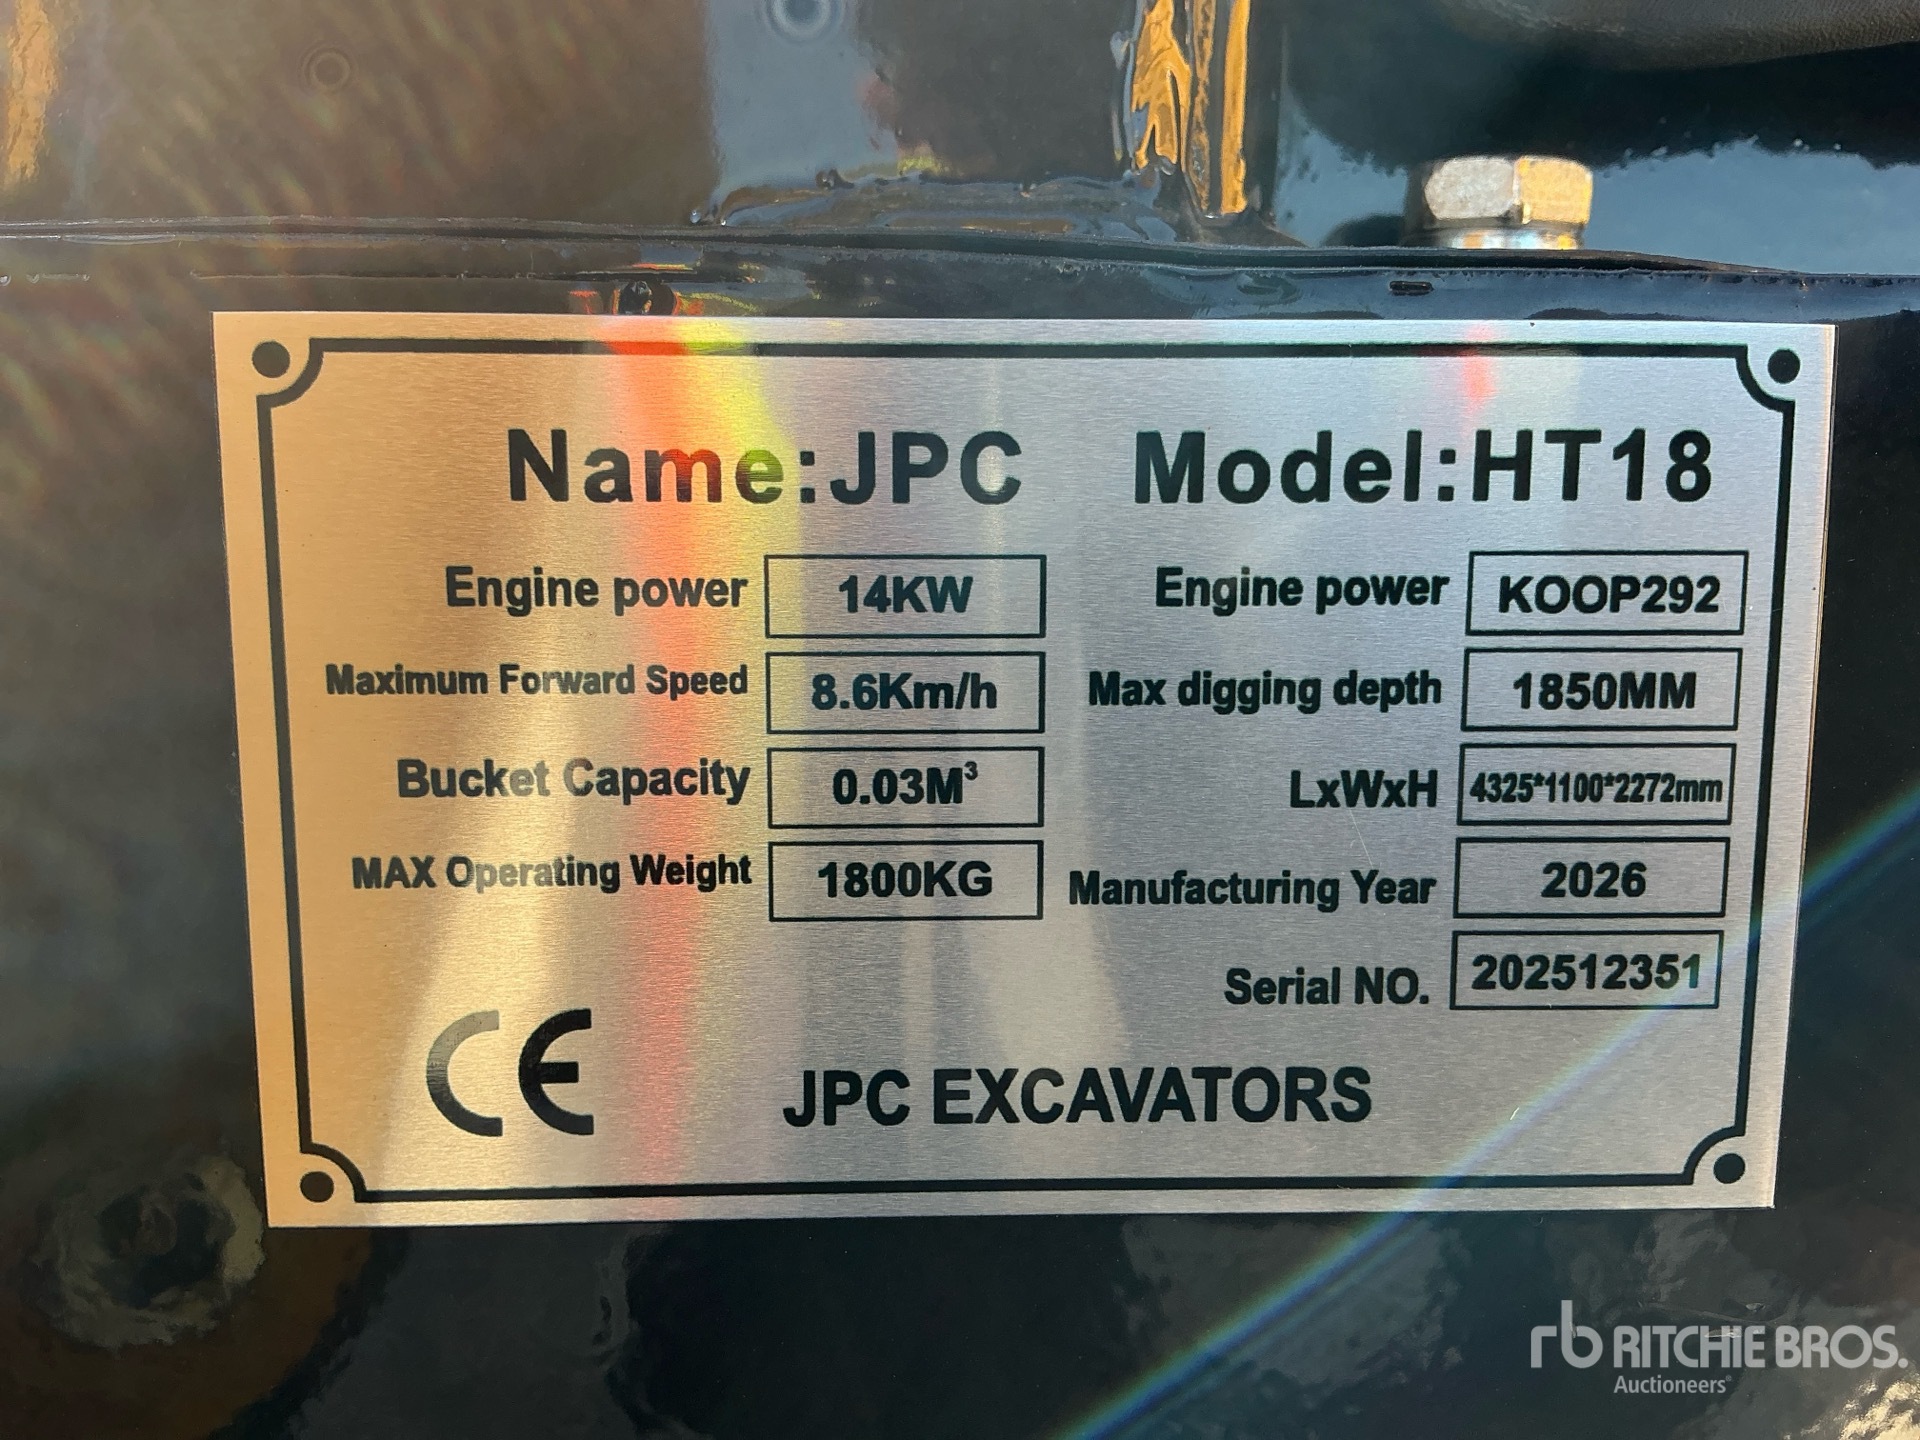 Name:JPC Model:HT18
Engine power 14KW Engine power KOOP292
Maximum Forward Speed 8.6Km/h Max digging depth 1850MM
Bucket Capacity 0.03M³ LxWxH 4325*1100*2272mm
MAX Operating Weight 1800KG Manufacturing Year 2026
Serial NO. 202512351
CE JPC EXCAVATORS
rb RITCHIE BROS.
Auctioneers®